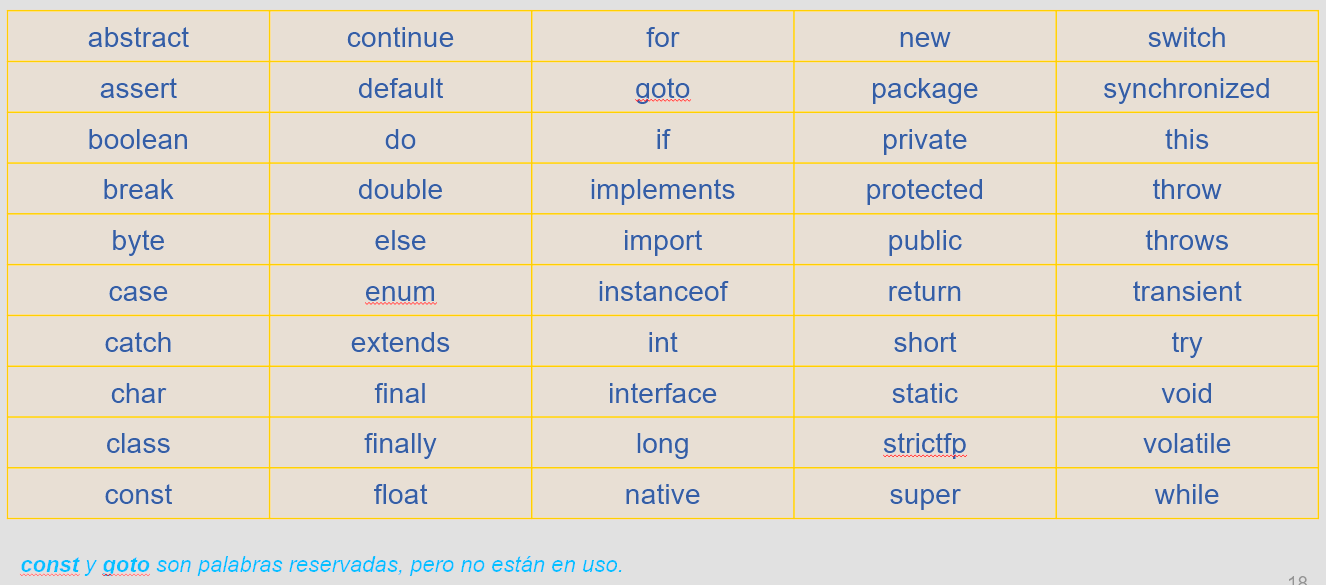 abstract continue for new switch
assert default goto package synchronized
boolean do if private this
break double implements protected throw
byte else import public throws
case enum instanceof return transient
catch extends int short try
char final interface static void
class finally long strictfp volatile
const float native super while
const y goto son palabras reservadas, pero no están en uso.
18